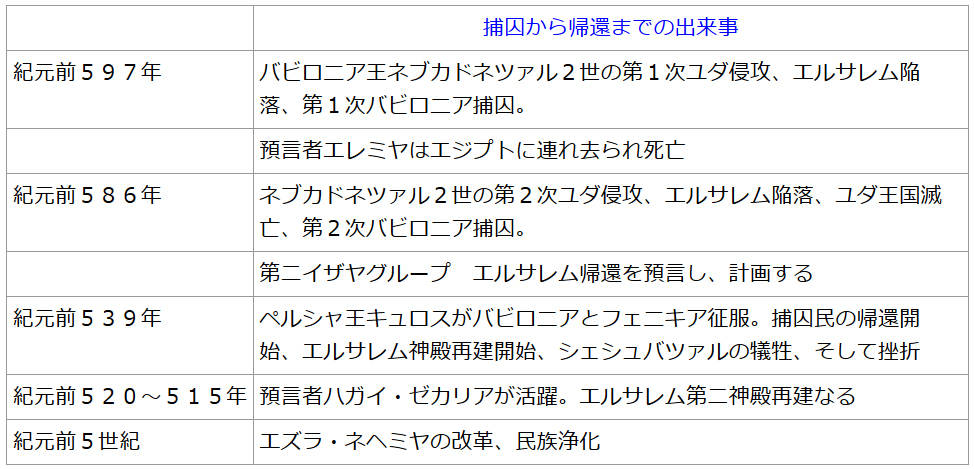 捕囚から帰還までの出来事
紀元前５９７年
バビロニア王ネブカドネツァル２世の第１次ユダ侵攻、エルサレム陥
落、第１次バビロニア捕囚。
預言者エレミヤはエジプトに連れ去られ死亡
紀元前５８６年
ネブカドネツァル２世の第２次ユダ侵攻、エルサレム陥落、ユダ王国滅
亡、第２次バビロニア捕囚。
第二イザヤグループ　エルサレム帰還を預言し、計画する
紀元前５３９年
ペルシャ王キュロスがバビロニアとフェニキア征服。捕囚民の帰還開
始、エルサレム神殿再建開始、シェシュバツァルの犠牲、そして挫折
紀元前５２０～５１５年
預言者ハガイ・ゼカリアが活躍。エルサレム第二神殿再建なる
紀元前５世紀
エズラ・ネヘミヤの改革、民族浄化